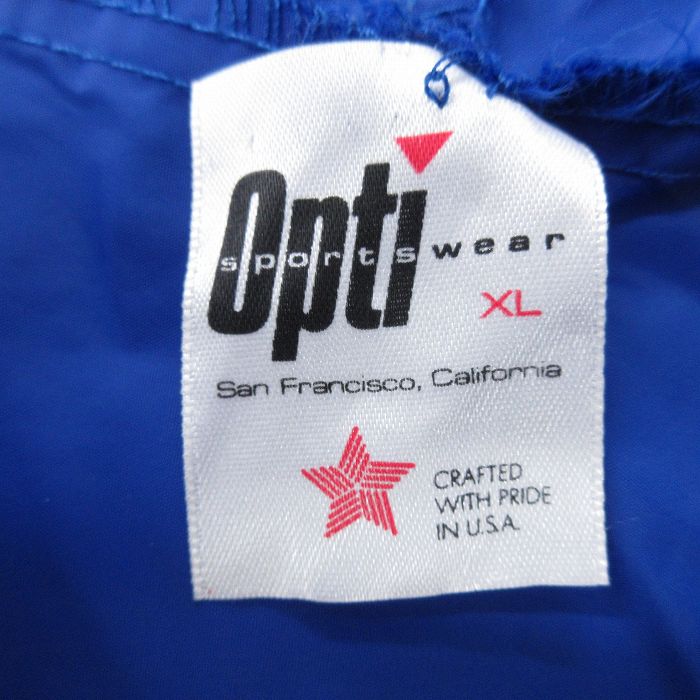 Opti
sportswear
XL
San Francisco, California
CRAFTED
WITH PRIDE
IN U.S.A.